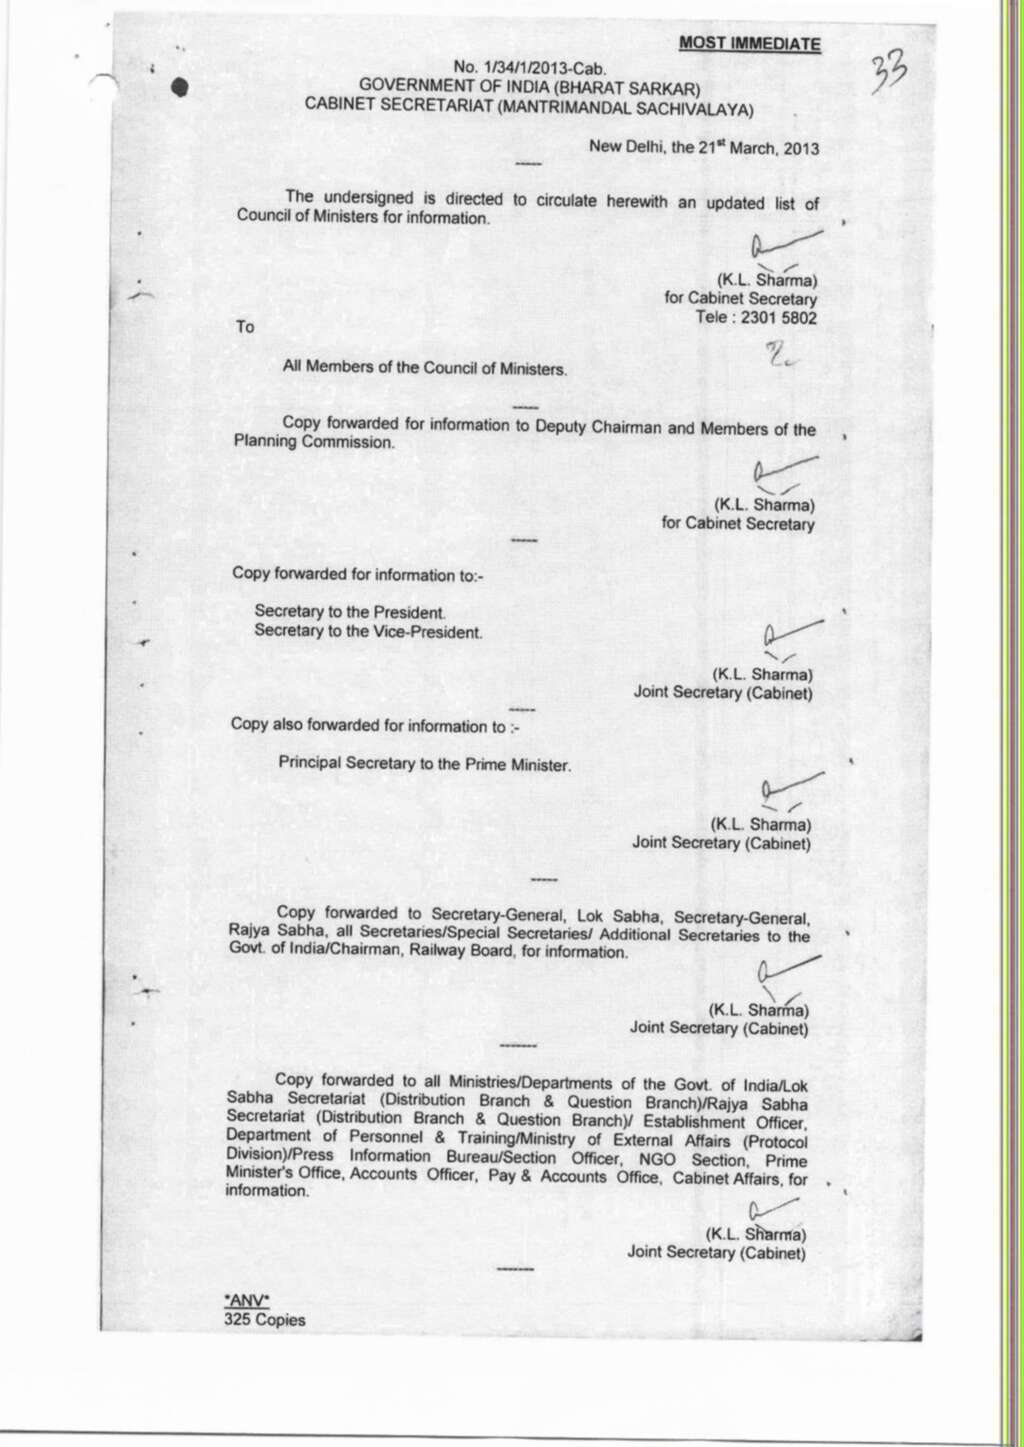 MOST IMMEDIATE
33
No. 1/34/1/2013-Cab.
GOVERNMENT OF INDIA (BHARAT SARKAR)
CABINET SECRETARIAT (MANTRIMANDAL SACHIVALAYA)
New Delhi, the 21st March, 2013
The undersigned is directed to circulate herewith an updated list of
Council of Ministers for information.
(K.L. Sharma)
for Cabinet Secretary
Tele : 2301 5802
To
All Members of the Council of Ministers.
Copy forwarded for information to Deputy Chairman and Members of the
Planning Commission.
(K.L. Sharma)
for Cabinet Secretary
Copy forwarded for information to:-
Secretary to the President.
Secretary to the Vice-President.
(K.L. Sharma)
Joint Secretary (Cabinet)
Copy also forwarded for information to :-
Principal Secretary to the Prime Minister.
(K.L. Sharma)
Joint Secretary (Cabinet)
Copy forwarded to Secretary-General, Lok Sabha, Secretary-General,
Rajya Sabha, all Secretaries/Special Secretaries/ Additional Secretaries to the
Govt. of India/Chairman, Railway Board, for information.
(K.L. Sharma)
Joint Secretary (Cabinet)
Copy forwarded to all Ministries/Departments of the Govt. of India/Lok
Sabha Secretariat (Distribution Branch & Question Branch)/Rajya Sabha
Secretariat (Distribution Branch & Question Branch)/ Establishment Officer,
Department of Personnel & Training/Ministry of External Affairs (Protocol
Division)/Press Information Bureau/Section Officer, NGO Section, Prime
Minister's Office, Accounts Officer, Pay & Accounts Office, Cabinet Affairs, for
information.
(K.L. Sharma)
Joint Secretary (Cabinet)
*ANV*
325 Copies